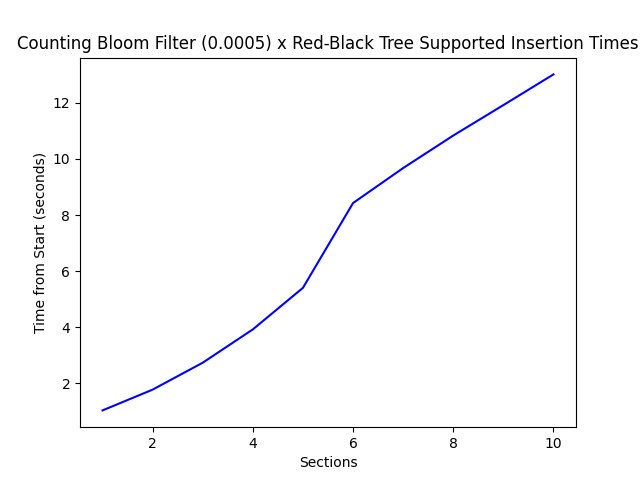 Counting Bloom Filter (0.0005) x Red-Black Tree Supported Insertion Times
12
10
8
6
4
2
Time from Start (seconds)
2 4 6 8 10
Sections